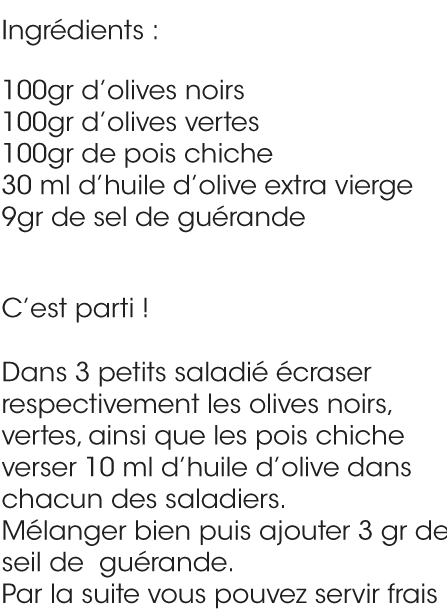 Ingrédients :
100gr d'olives noirs
100gr d'olives vertes
100gr de pois chiche
30 ml d'huile d'olive extra vierge
9gr de sel de guérande
C'est parti !
Dans 3 petits saladié écraser
respectivement les olives noirs,
vertes, ainsi que les pois chiche
verser 10 ml d'huile d'olive dans
chacun des saladiers.
Mélanger bien puis ajouter 3 gr de
seil de  guérande.
Par la suite vous pouvez servir frais